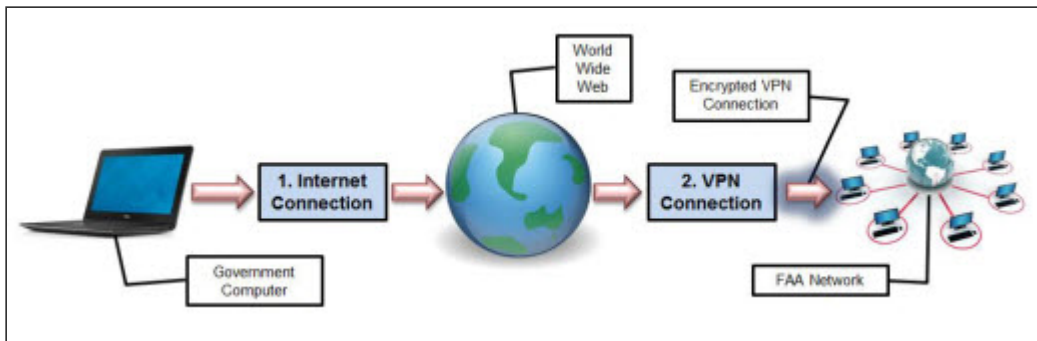 World
Wide
Web
Encrypted VPN
Connection
1. Internet
Connection
2. VPN
Connection
Government
Computer
FAA Network